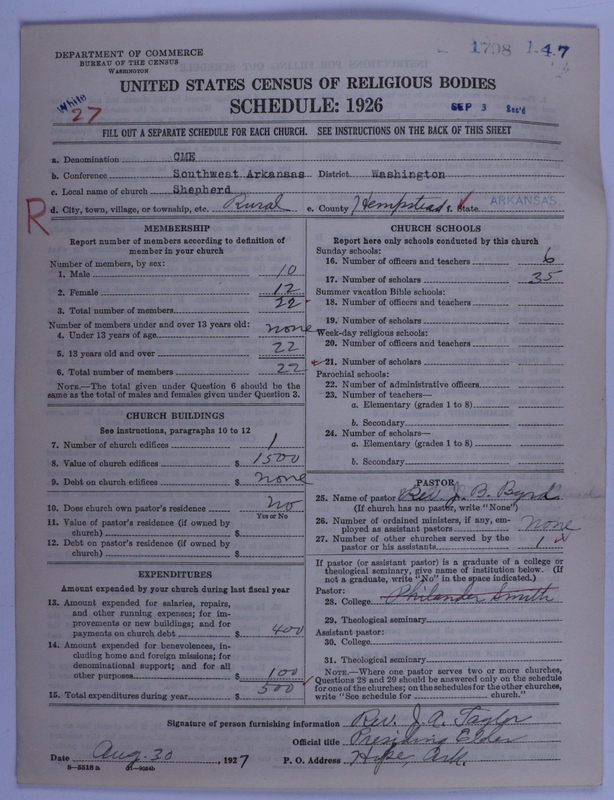 DEPARTMENT OF COMMERCE
BUREAU OF THE CENSUS
WASHINGTON
1798 1-47
UNITED STATES CENSUS OF RELIGIOUS BODIES
SCHEDULE: 1926
White
27
SEP 3 Rec'd
FILL OUT A SEPARATE SCHEDULE FOR EACH CHURCH. SEE INSTRUCTIONS ON THE BACK OF THIS SHEET
a. Denomination CME
b. Conference Southwest Arkansas District Washington
c. Local name of church Shepherd
R d. City, town, village, or township, etc. Rural e. County Hempstead f. State ARKANSAS
MEMBERSHIP
Report number of members according to definition of
member in your church
Number of members, by sex:
1. Male 10
2. Female 12
3. Total number of members 22
Number of members under and over 13 years old:
4. Under 13 years of age none
5. 13 years old and over 22
6. Total number of members 22
NOTE.—The total given under Question 6 should be the
same as the total of males and females given under Question 3.
CHURCH BUILDINGS
See instructions, paragraphs 10 to 12
7. Number of church edifices 1
8. Value of church edifices $ 1500
9. Debt on church edifices $ none
10. Does church own pastor's residence no
Yes or No
11. Value of pastor's residence (if owned by
church) $
12. Debt on pastor's residence (if owned by
church) $
EXPENDITURES
Amount expended by your church during last fiscal year
13. Amount expended for salaries, repairs,
and other running expenses; for im-
provements or new buildings; and for
payments on church debt $ 400
14. Amount expended for benevolences, in-
cluding home and foreign missions; for
denominational support; and for all
other purposes $ 100
15. Total expenditures during year $ 500
CHURCH SCHOOLS
Report here only schools conducted by this church
Sunday schools:
16. Number of officers and teachers 6
17. Number of scholars 35
Summer vacation Bible schools:
18. Number of officers and teachers
19. Number of scholars
Week-day religious schools:
20. Number of officers and teachers
21. Number of scholars
Parochial schools:
22. Number of administrative officers
23. Number of teachers—
a. Elementary (grades 1 to 8)
b. Secondary
24. Number of scholars—
a. Elementary (grades 1 to 8)
b. Secondary
PASTOR
25. Name of pastor Rev. J. B. Byrd
(If church has no pastor, write "None")
26. Number of ordained ministers, if any, em-
ployed as assistant pastors none
27. Number of other churches served by the
pastor or his assistants 1
If pastor (or assistant pastor) is a graduate of a college or
theological seminary, give name of institution below. (If
not a graduate, write "No" in the space indicated.)
Pastor:
28. College Philander Smith
29. Theological seminary
Assistant pastor:
30. College
31. Theological seminary
NOTE.—Where one pastor serves two or more churches,
Questions 28 and 29 should be answered only on the schedule
for one of the churches; on the schedules for the other churches,
write "See schedule for church."
Signature of person furnishing information Rev. J. A. Taylor
Official title Presiding Elder
Date Aug. 30, 1927 P. O. Address Hope, Ark.
8-5518 a